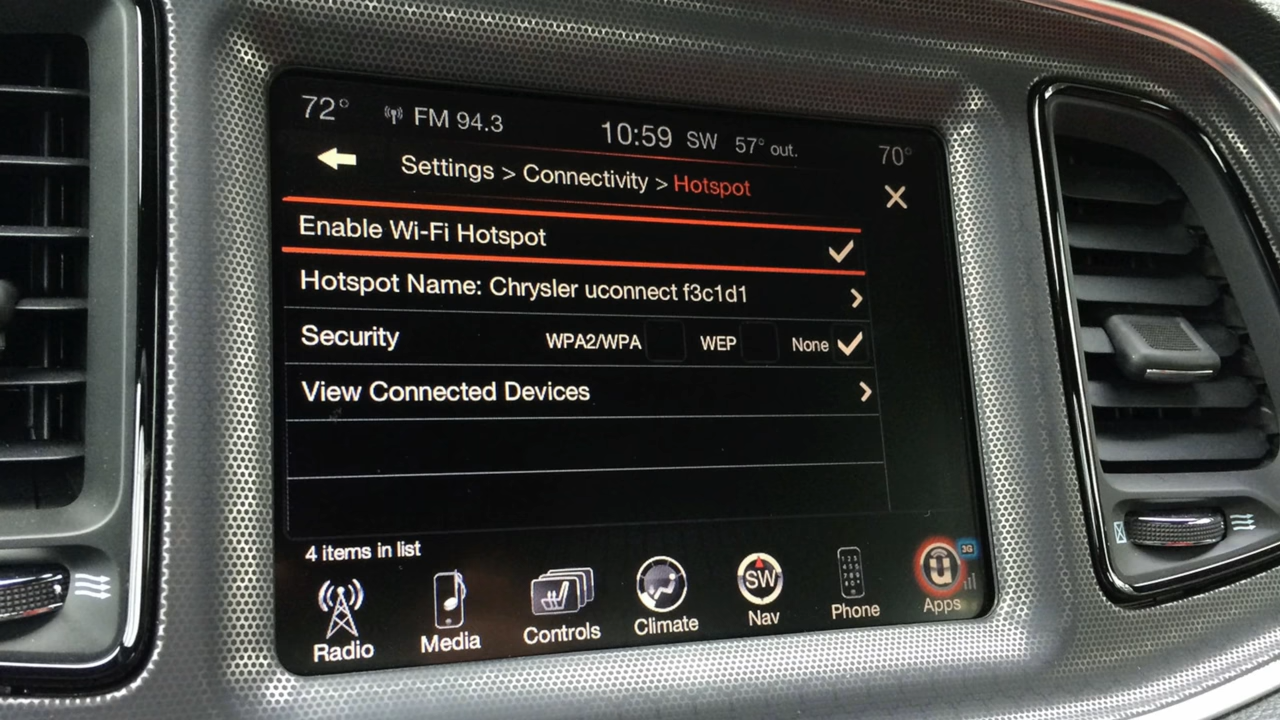 72° FM 94.3 10:59 SW 57° out. 70°
Settings > Connectivity > Hotspot
Enable Wi-Fi Hotspot
Hotspot Name: Chrysler uconnect f3c1d1
Security WPA2/WPA WEP None
View Connected Devices
4 items in list
SW
3G
Radio Media Controls Climate Nav Phone Apps